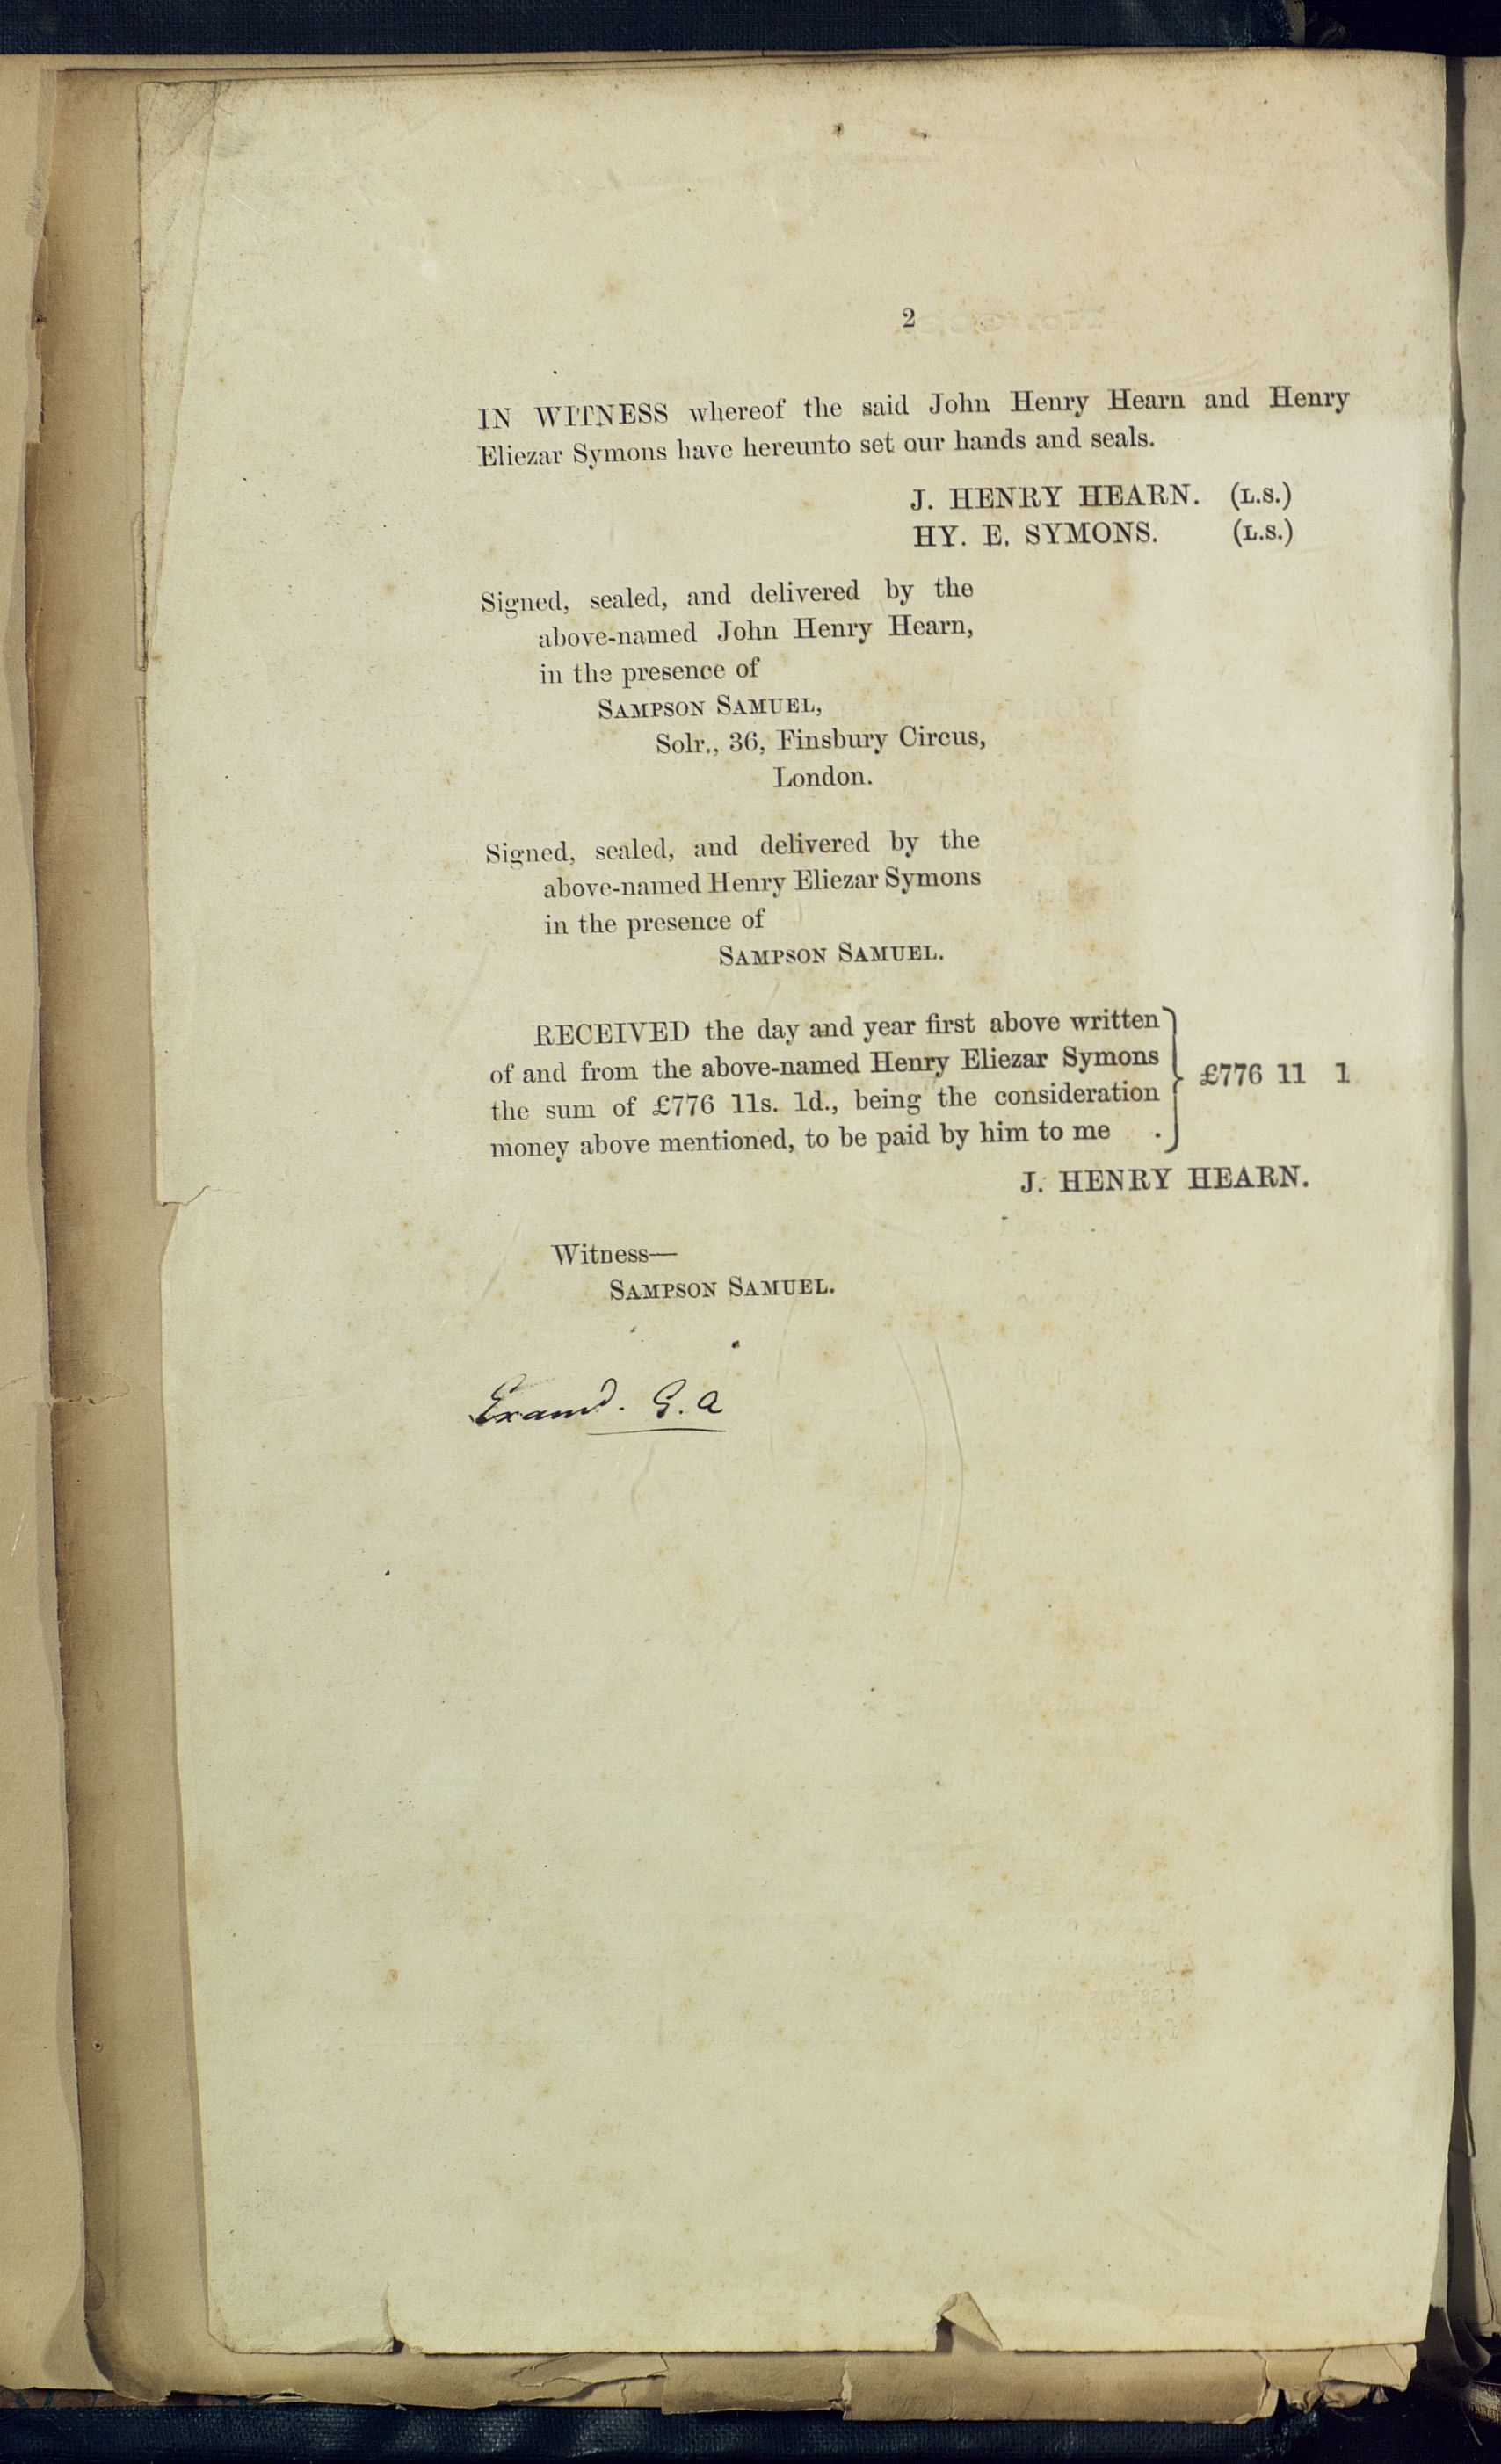 2
IN WITNESS whereof the said John Henry Hearn and Henry
Eliezar Symons have hereunto set our hands and seals.
J. HENRY HEARN. (L.S.)
HY. E. SYMONS. (L.S.)
Signed, sealed, and delivered by the
above-named John Henry Hearn,
in the presence of
SAMPSON SAMUEL,
Solr., 36, Finsbury Circus,
London.
Signed, sealed, and delivered by the
above-named Henry Eliezar Symons
in the presence of
SAMPSON SAMUEL.
RECEIVED the day and year first above written
of and from the above-named Henry Eliezar Symons
the sum of £776 11s. 1d., being the consideration
money above mentioned, to be paid by him to me .
£776 11 1
J. HENRY HEARN.
Witness—
SAMPSON SAMUEL.
Examd. G. A